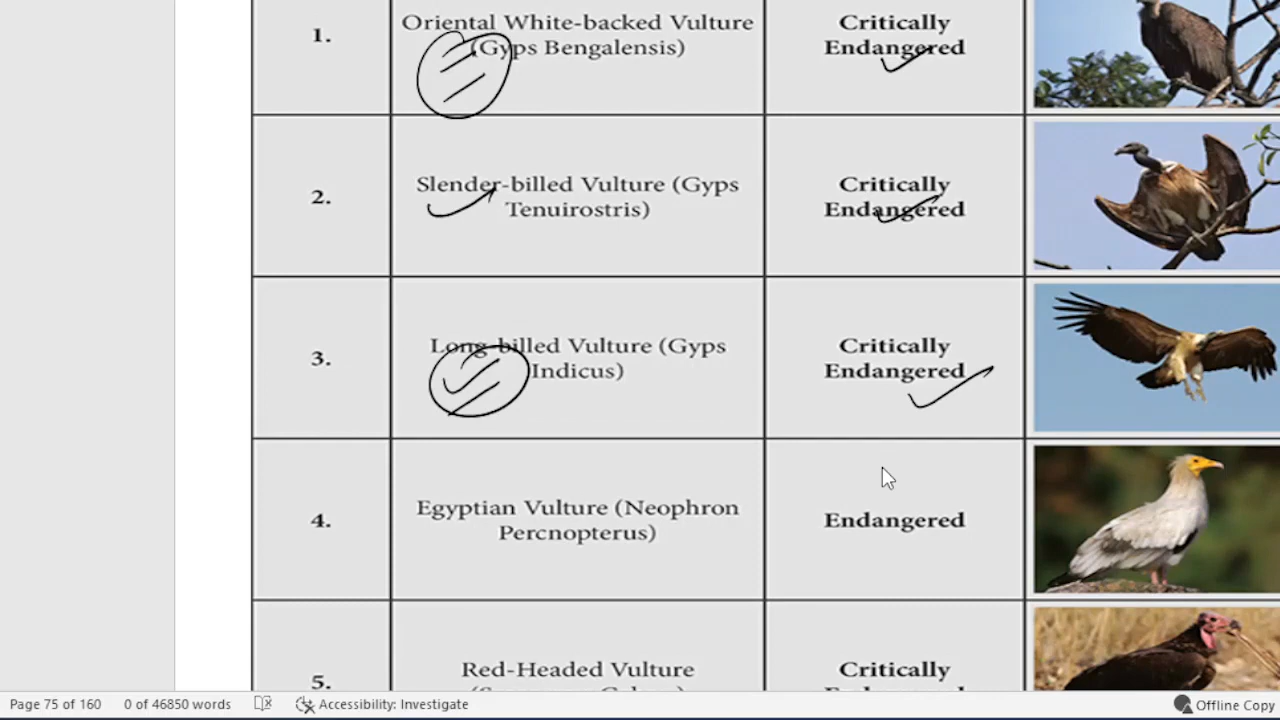 1.
Oriental White-backed Vulture
(Gyps Bengalensis)
Critically
Endangered
2.
Slender-billed Vulture (Gyps
Tenuirostris)
Critically
Endangered
3.
Long-billed Vulture (Gyps
Indicus)
Critically
Endangered
4.
Egyptian Vulture (Neophron
Percnopterus)
Endangered
5.
Red-Headed Vulture
Critically
Page 75 of 160 0 of 46850 words Accessibility: Investigate Offline Copy